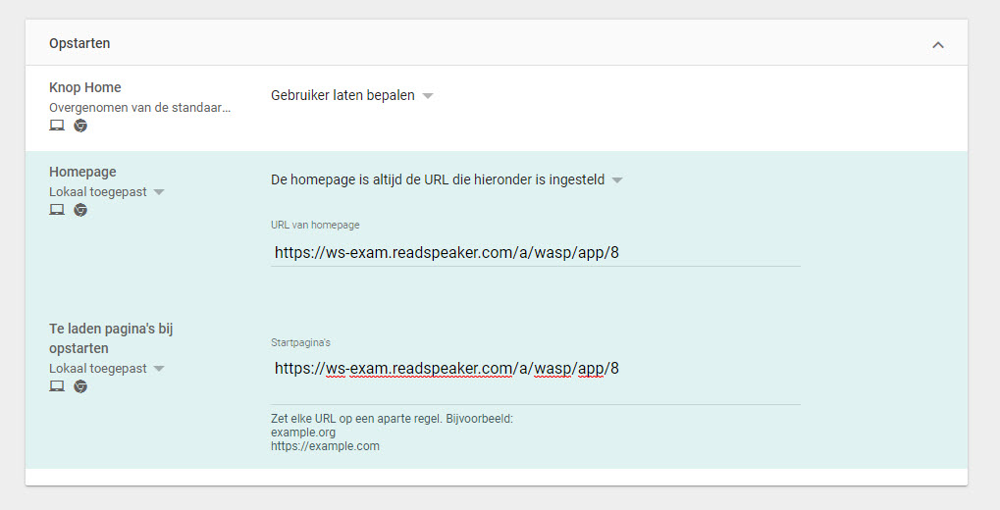 Opstarten
Knop Home
Overgenomen van de standaar...
Gebruiker laten bepalen
Homepage
Lokaal toegepast
De homepage is altijd de URL die hieronder is ingesteld
URL van homepage
https://ws-exam.readspeaker.com/a/wasp/app/8
Te laden pagina's bij
opstarten
Lokaal toegepast
Startpagina's
https://ws-exam.readspeaker.com/a/wasp/app/8
Zet elke URL op een aparte regel. Bijvoorbeeld:
example.org
https://example.com